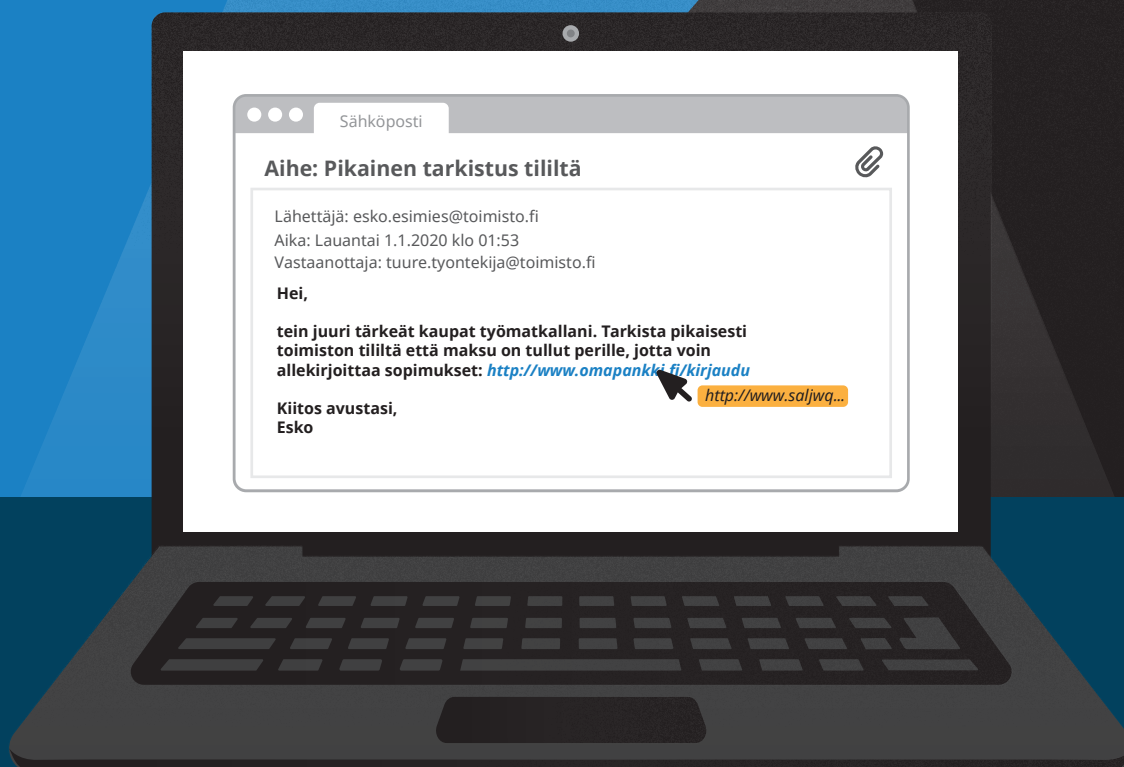 Sähköposti
Aihe: Pikainen tarkistus tililtä
Lähettäjä: esko.esimies@toimisto.fi
Aika: Lauantai 1.1.2020 klo 01:53
Vastaanottaja: tuure.tyontekija@toimisto.fi
Hei,
tein juuri tärkeät kaupat työmatkallani. Tarkista pikaisesti
toimiston tililtä että maksu on tullut perille, jotta voin
allekirjoittaa sopimukset: http://www.omapankki.fi/kirjaudu
http://www.saljwq...
Kiitos avustasi,
Esko